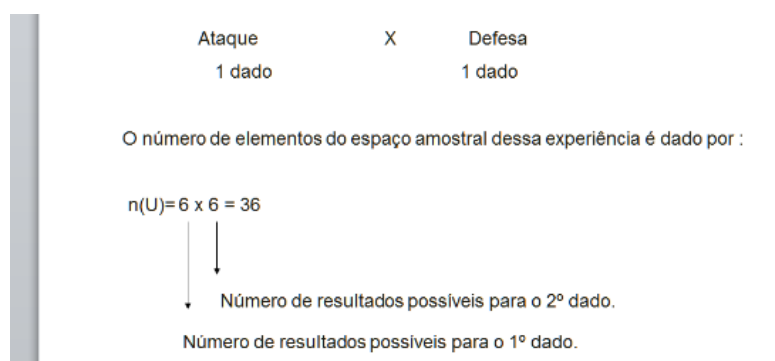 Ataque X Defesa
1 dado 1 dado
O número de elementos do espaço amostral dessa experiência é dado por :
n(U)= 6 x 6 = 36
Número de resultados possíveis para o 2º dado.
Número de resultados possíveis para o 1º dado.